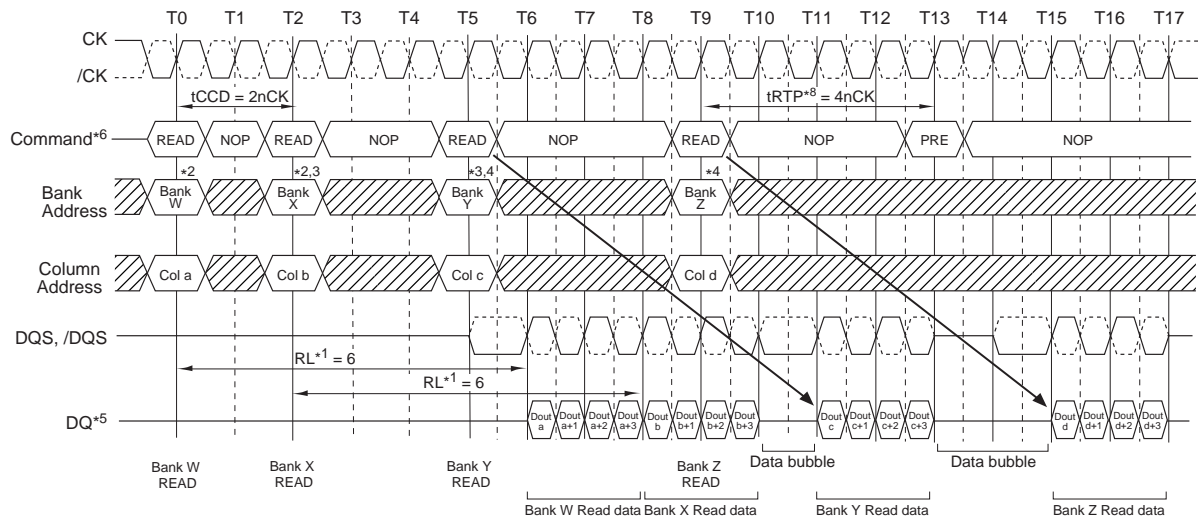 T0 T1 T2 T3 T4 T5 T6 T7 T8 T9 T10 T11 T12 T13 T14 T15 T16 T17
CK
/CK
tCCD = 2nCK
tRTP*8 = 4nCK
Command*6
READ NOP READ NOP READ NOP READ NOP PRE NOP
*2 *2,3 *3,4 *4
Bank Address
Bank W
Bank X
Bank Y
Bank Z
Column Address
Col a Col b Col c Col d
DQS, /DQS
RL*1 = 6
RL*1 = 6
DQ*5
Dout a
Dout a+1
Dout a+2
Dout a+3
Dout b
Dout b+1
Dout b+2
Dout b+3
Dout c
Dout c+1
Dout c+2
Dout c+3
Dout d
Dout d+1
Dout d+2
Dout d+3
Bank W READ
Bank X READ
Bank Y READ
Bank Z READ
Data bubble
Data bubble
Bank W Read data
Bank X Read data
Bank Y Read data
Bank Z Read data